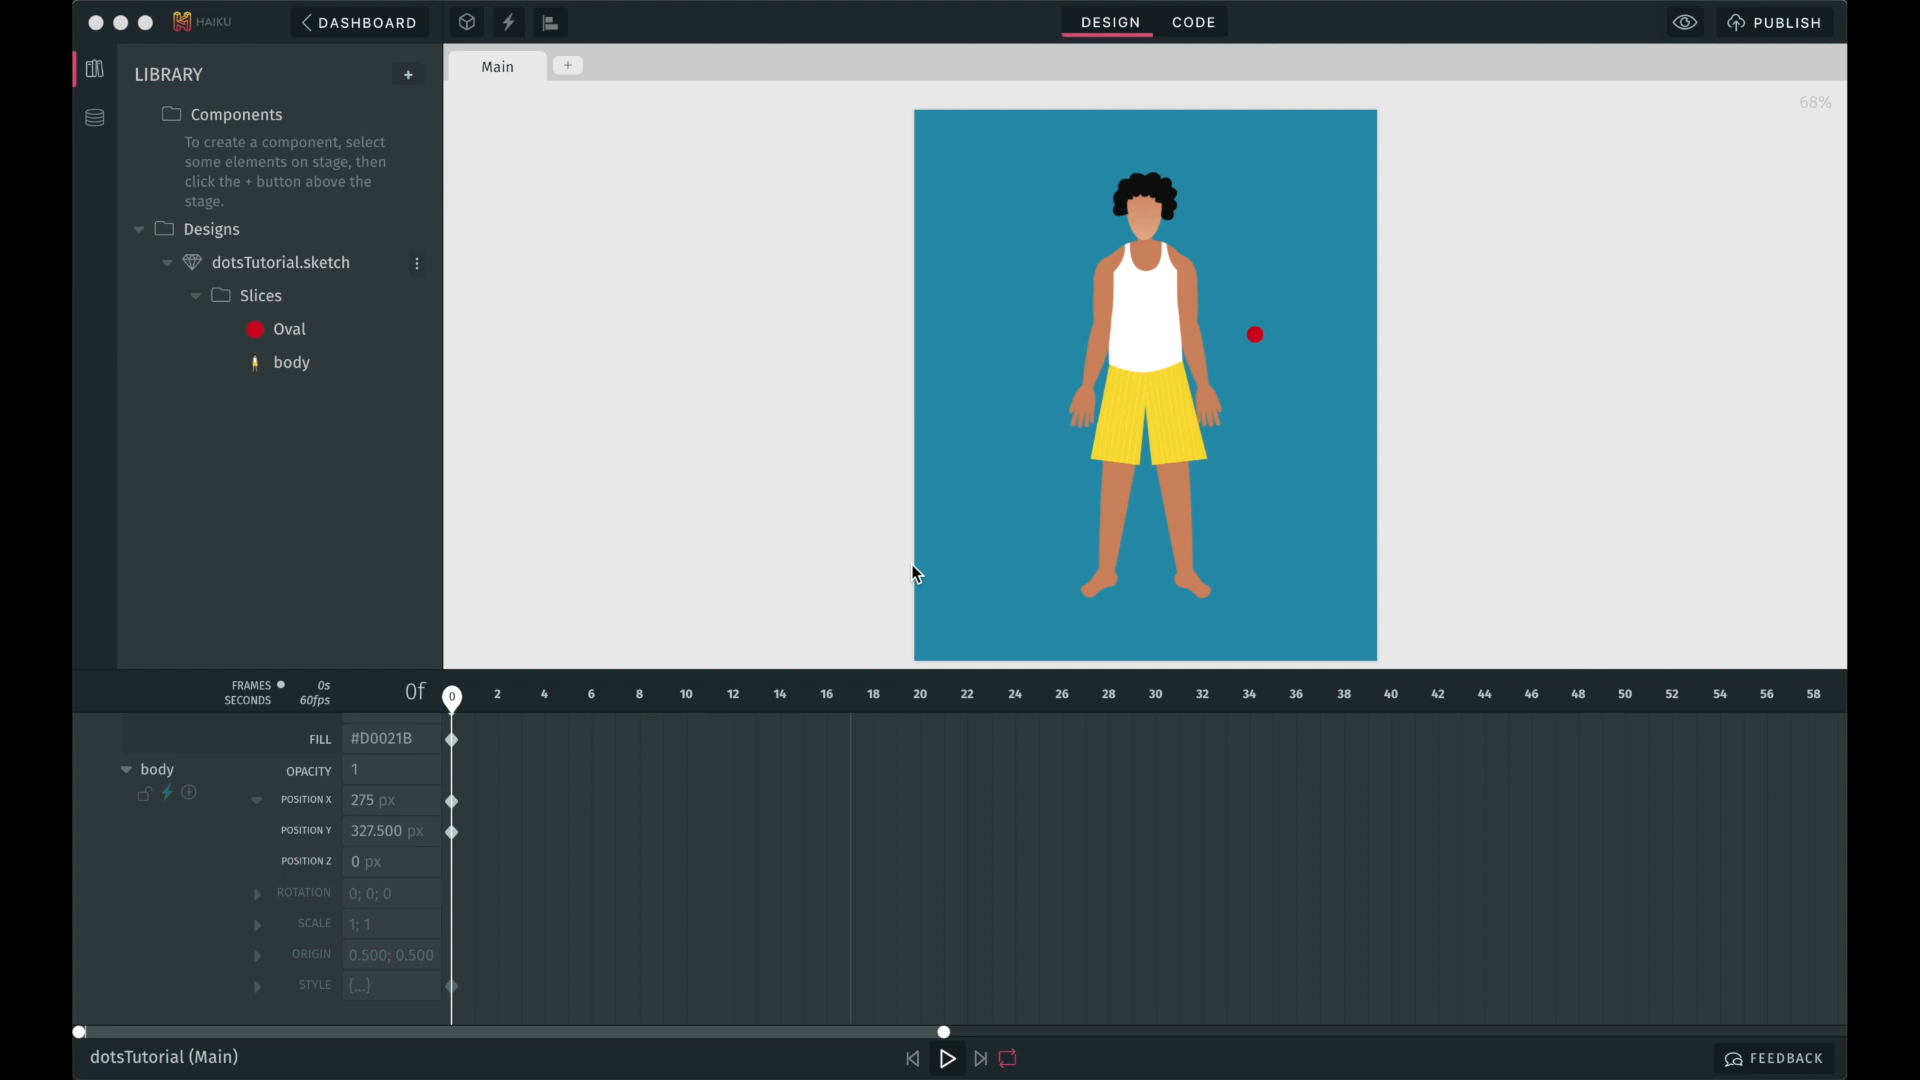 HAIKU
DASHBOARD
DESIGN
CODE
PUBLISH
LIBRARY
+
Main
+
68%
Components
To create a component, select
some elements on stage, then
click the + button above the
stage.
Designs
dotsTutorial.sketch
Slices
Oval
body
FRAMES 0s
SECONDS 60fps
0f
0 2 4 6 8 10 12 14 16 18 20 22 24 26 28 30 32 34 36 38 40 42 44 46 48 50 52 54 56 58
FILL #D0021B
body OPACITY 1
POSITION X 275 px
POSITION Y 327.500 px
POSITION Z 0 px
ROTATION 0; 0; 0
SCALE 1; 1
ORIGIN 0.500; 0.500
STYLE {...}
dotsTutorial (Main)
FEEDBACK